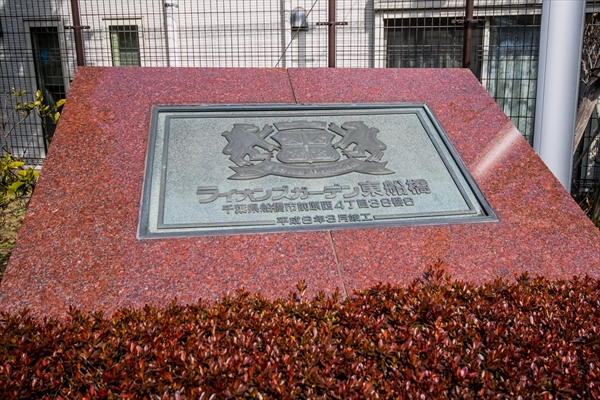 ライオンズガーデン東船橋
千葉県船橋市前原西4丁目38番6
平成6年3月竣工